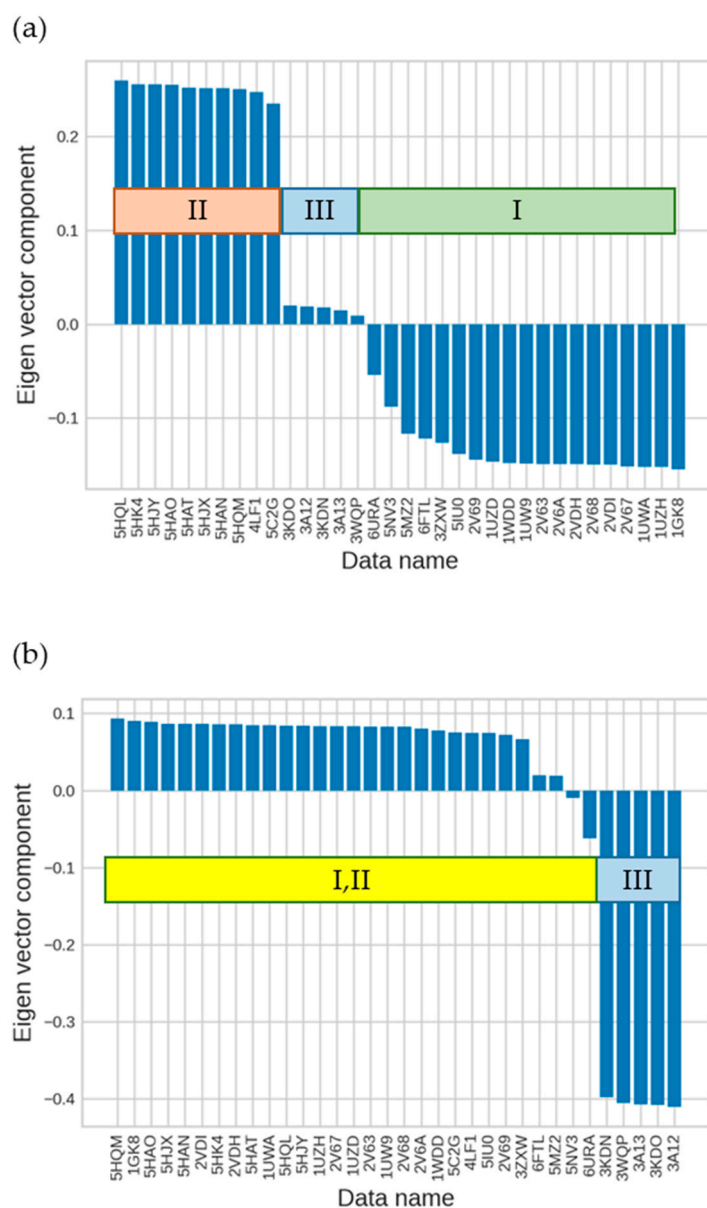 (a)
Eigen vector component
0.2
0.1
0.0
−0.1
II
III
I
5HQL 5HK4 5HJY 5HAO 5HAT 5HJX 5HAN 5HQM 4LF1 5C2G 3KDO 3A12 3KDN 3A13 3WQP 6URA 5NV3 5MZ2 6FTL 3ZXW 5IU0 2V69 1UZD 1WDD 1UW9 2V63 2V6A 2VDH 2V68 2VDI 2V67 1UWA 1UZH 1GK8
Data name
(b)
Eigen vector component
0.1
0.0
−0.1
−0.2
−0.3
−0.4
I,II
III
5HQM 1GK8 5HAO 5HJX 5HAN 2VDI 5HK4 2VDH 5HAT 1UWA 5HQL 5HJY 1UZH 2V67 1UZD 2V63 1UW9 2V68 2V6A 1WDD 5C2G 4LF1 5IU0 2V69 3ZXW 6FTL 5MZ2 5NV3 6URA 3KDN 3WQP 3A13 3KDO 3A12
Data name